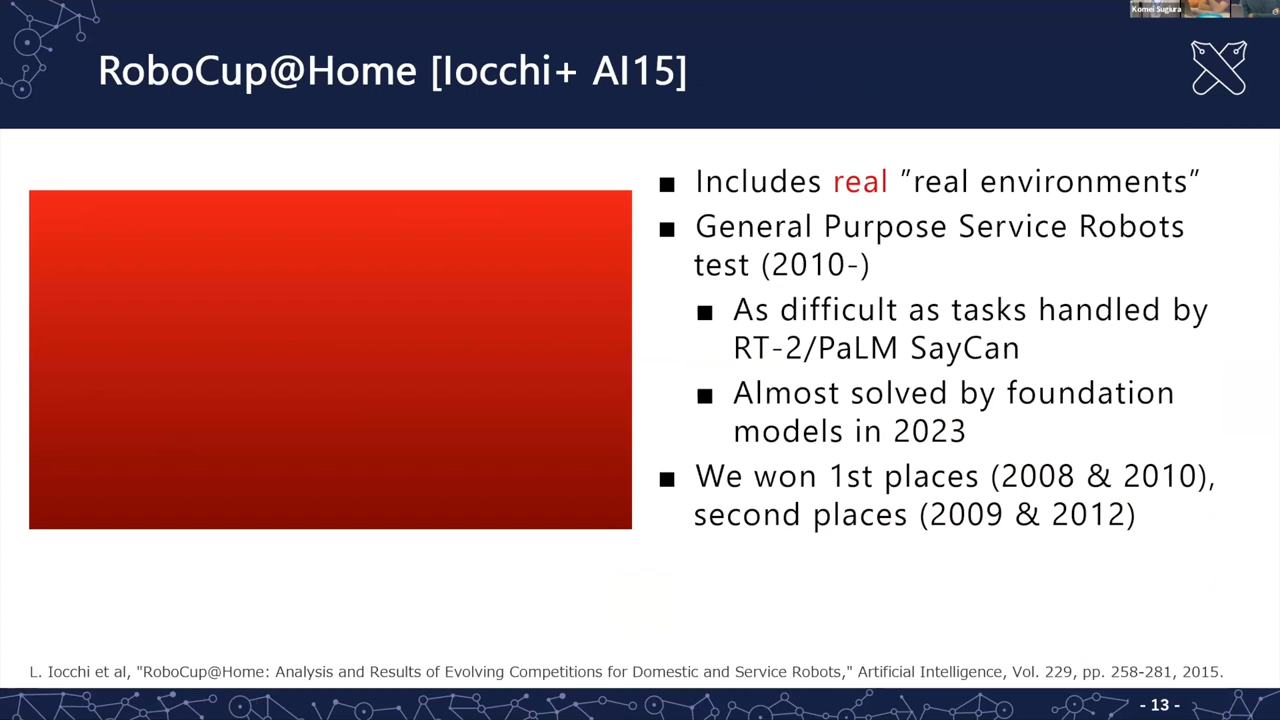 Komei Sugiura
RoboCup@Home [Iocchi+ AI15]
■ Includes real ”real environments”
■ General Purpose Service Robots
test (2010-)
■ As difficult as tasks handled by
RT-2/PaLM SayCan
■ Almost solved by foundation
models in 2023
■ We won 1st places (2008 & 2010),
second places (2009 & 2012)
L. Iocchi et al, "RoboCup@Home: Analysis and Results of Evolving Competitions for Domestic and Service Robots," Artificial Intelligence, Vol. 229, pp. 258-281, 2015.
- 13 -